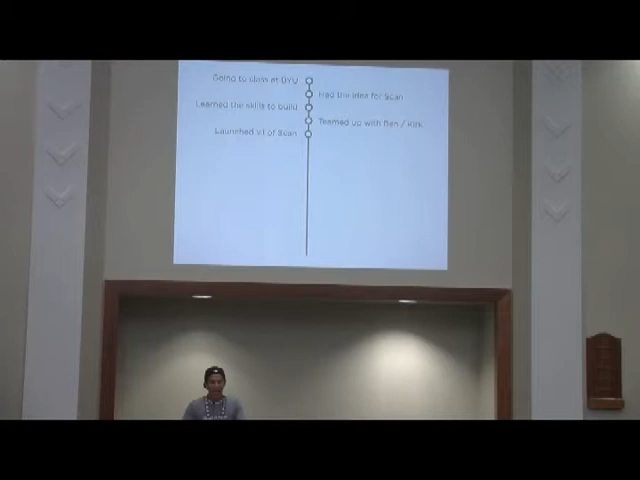 Going to class at BYU
Had the idea for Scan
Learned the skills to build
Teamed up with Ben / Kirk
Launched v.1 of Scan